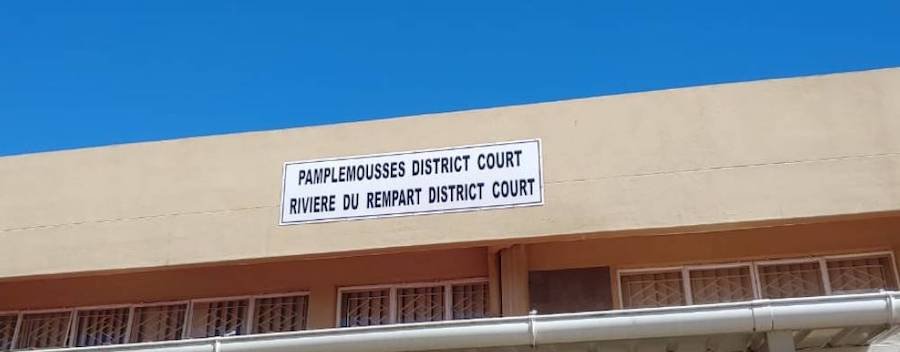 PAMPLEMOUSSES DISTRICT COURT
RIVIERE DU REMPART DISTRICT COURT